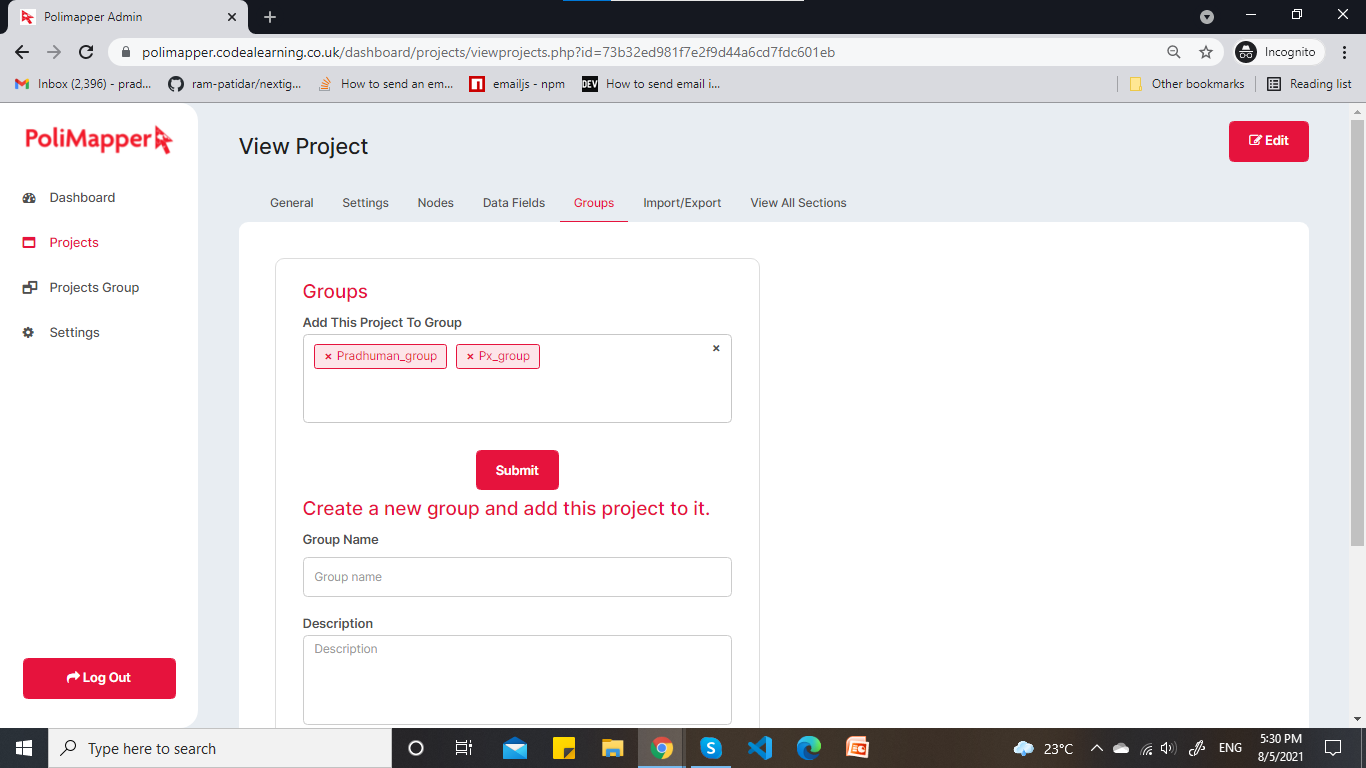 Polimapper Admin
polimapper.codealearning.co.uk/dashboard/projects/viewprojects.php?id=73b32ed981f7e2f9d44a6cd7fdc601eb
Incognito
Inbox (2,396) - prad...
ram-patidar/nextig...
How to send an em...
emailjs - npm
DEV
How to send email i...
Other bookmarks
Reading list
PoliMapper
View Project
Edit
Dashboard
Projects
Projects Group
Settings
Log Out
General Settings Nodes Data Fields Groups Import/Export View All Sections
Groups
Add This Project To Group
× Pradhuman_group × Px_group ×
Submit
Create a new group and add this project to it.
Group Name
Group name
Description
Description
Type here to search
23°C
ENG
5:30 PM
8/5/2021